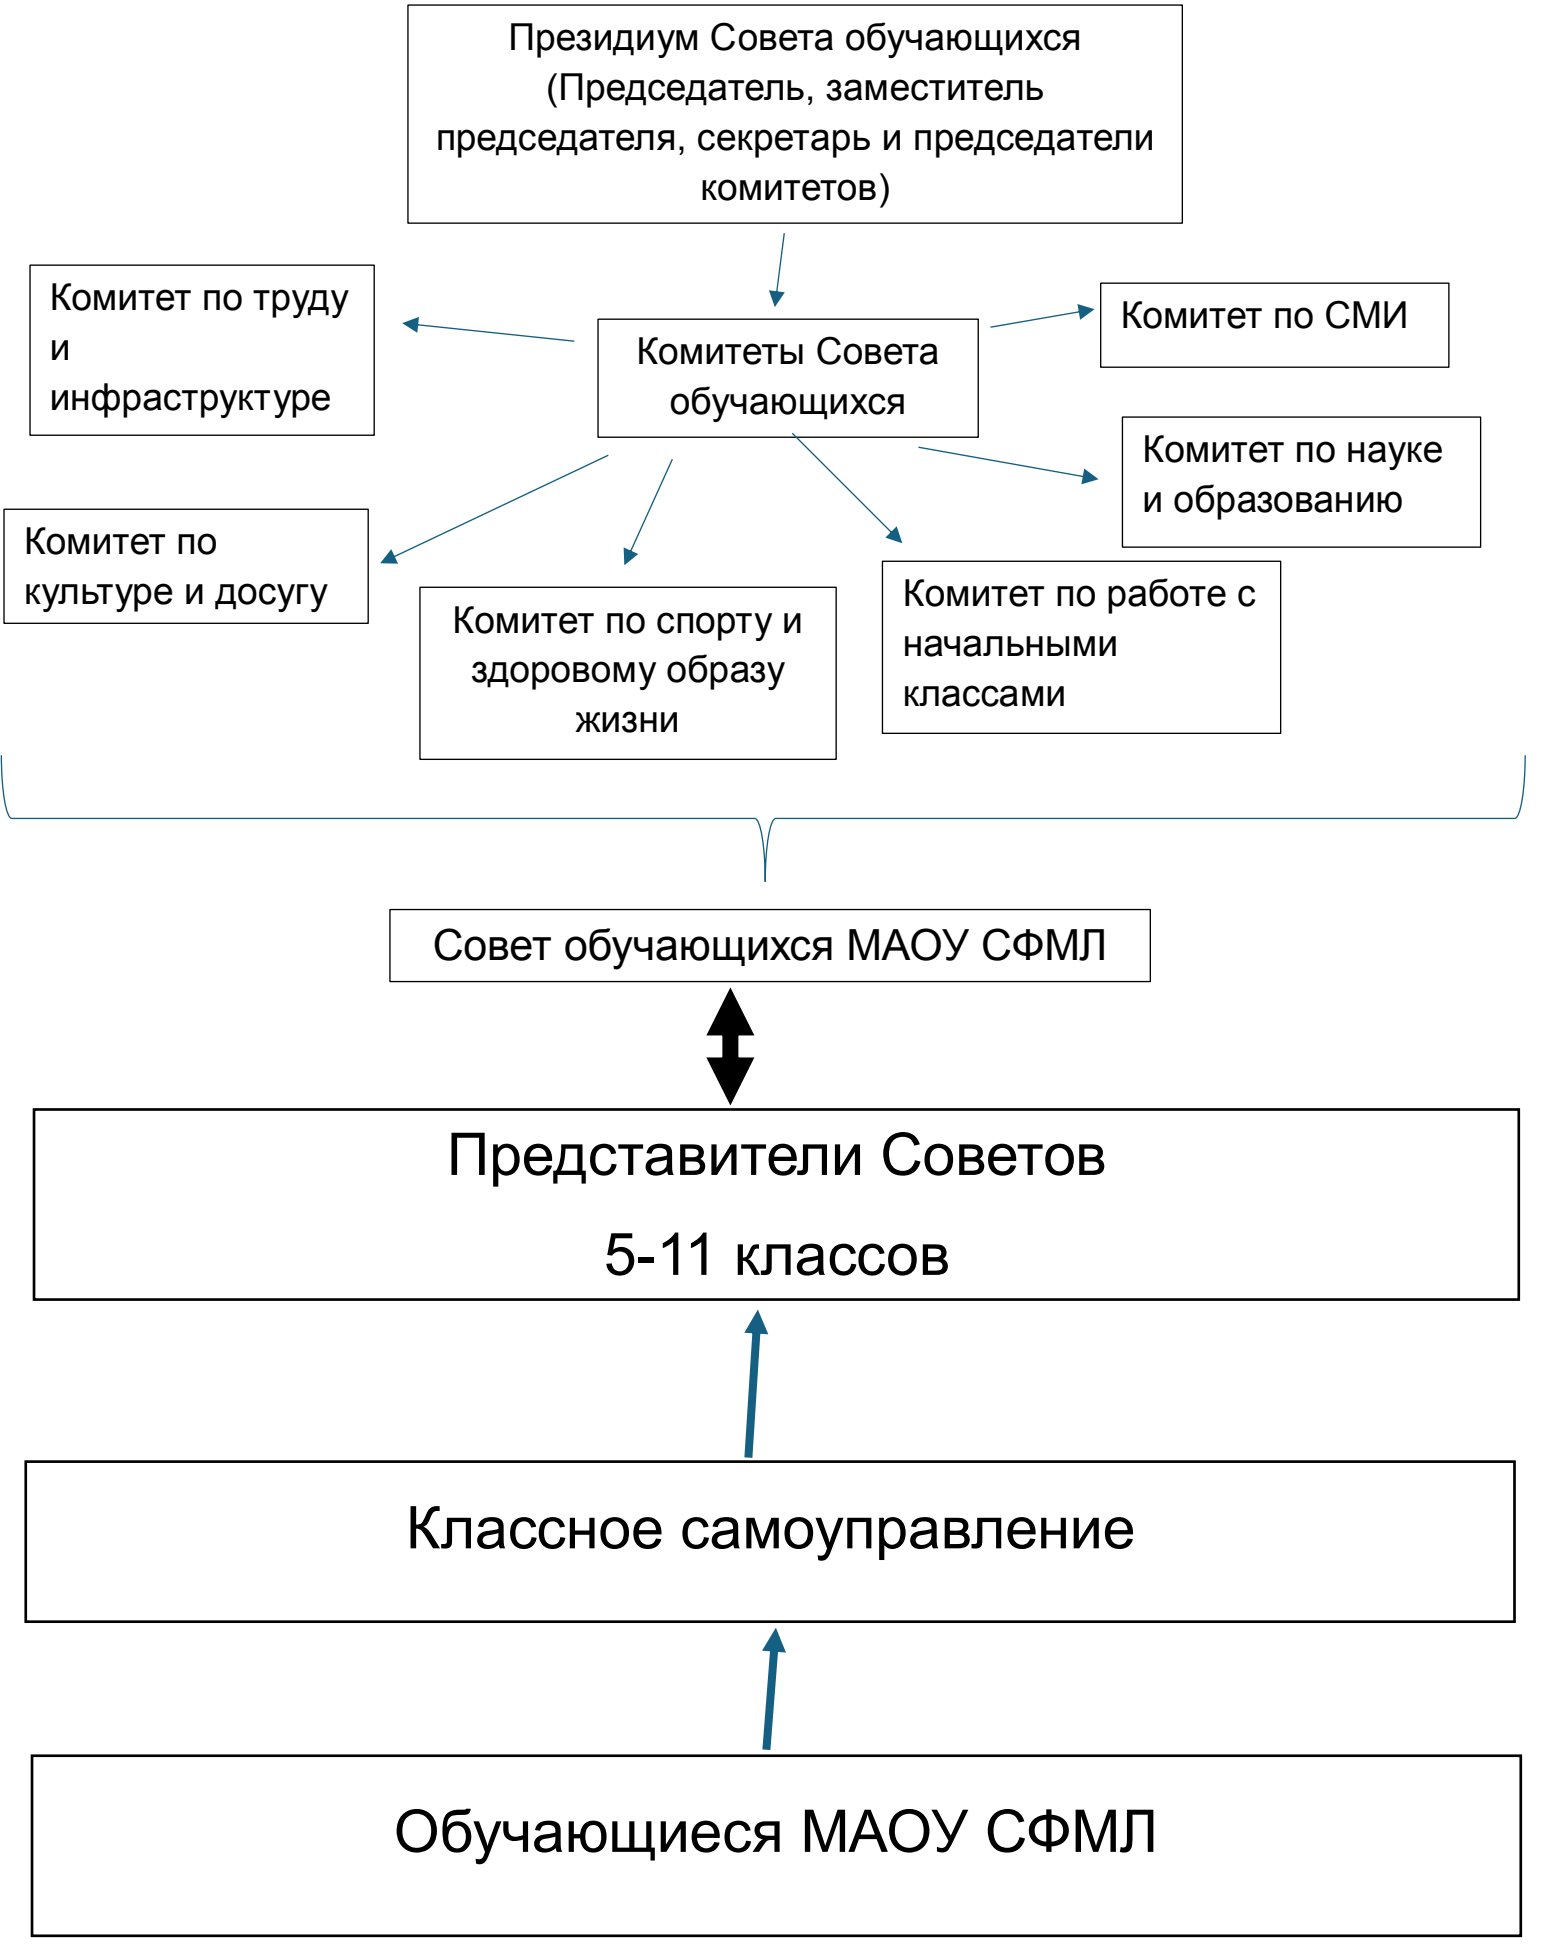 Президиум Совета обучающихся
(Председатель, заместитель
председателя, секретарь и председатели
комитетов)
Комитет по труду
и
инфраструктуре
Комитеты Совета
обучающихся
Комитет по СМИ
Комитет по науке
и образованию
Комитет по
культуре и досугу
Комитет по спорту и
здоровому образу
жизни
Комитет по работе с
начальными
классами
Совет обучающихся МАОУ СФМЛ
Представители Советов
5-11 классов
Классное самоуправление
Обучающиеся МАОУ СФМЛ